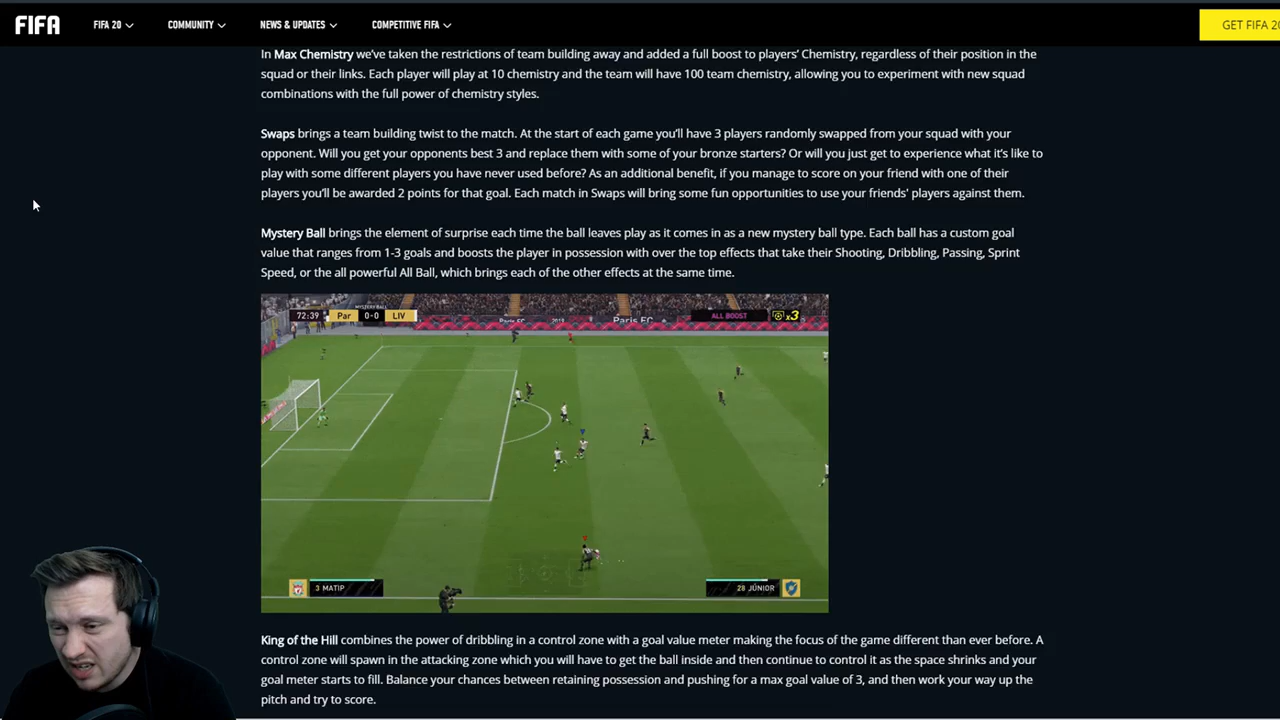 FIFA
FIFA 20
COMMUNITY
NEWS & UPDATES
COMPETITIVE FIFA
GET FIFA 20
In Max Chemistry we've taken the restrictions of team building away and added a full boost to players' Chemistry, regardless of their position in the
squad or their links. Each player will play at 10 chemistry and the team will have 100 team chemistry, allowing you to experiment with new squad
combinations with the full power of chemistry styles.
Swaps brings a team building twist to the match. At the start of each game you'll have 3 players randomly swapped from your squad with your
opponent. Will you get your opponents best 3 and replace them with some of your bronze starters? Or will you just get to experience what it's like to
play with some different players you have never used before? As an additional benefit, if you manage to score on your friend with one of their
players you'll be awarded 2 points for that goal. Each match in Swaps will bring some fun opportunities to use your friends' players against them.
Mystery Ball brings the element of surprise each time the ball leaves play as it comes in as a new mystery ball type. Each ball has a custom goal
value that ranges from 1-3 goals and boosts the player in possession with over the top effects that take their Shooting, Dribbling, Passing, Sprint
Speed, or the all powerful All Ball, which brings each of the other effects at the same time.
MYSTERY BALL
72:39 Par 0-0 LIV
ALL BOOST x3
Paris FC
Paris FC
3 MATIP
28 JÚNIOR
King of the Hill combines the power of dribbling in a control zone with a goal value meter making the focus of the game different than ever before. A
control zone will spawn in the attacking zone which you will have to get the ball inside and then continue to control it as the space shrinks and your
goal meter starts to fill. Balance your chances between retaining possession and pushing for a max goal value of 3, and then work your way up the
pitch and try to score.